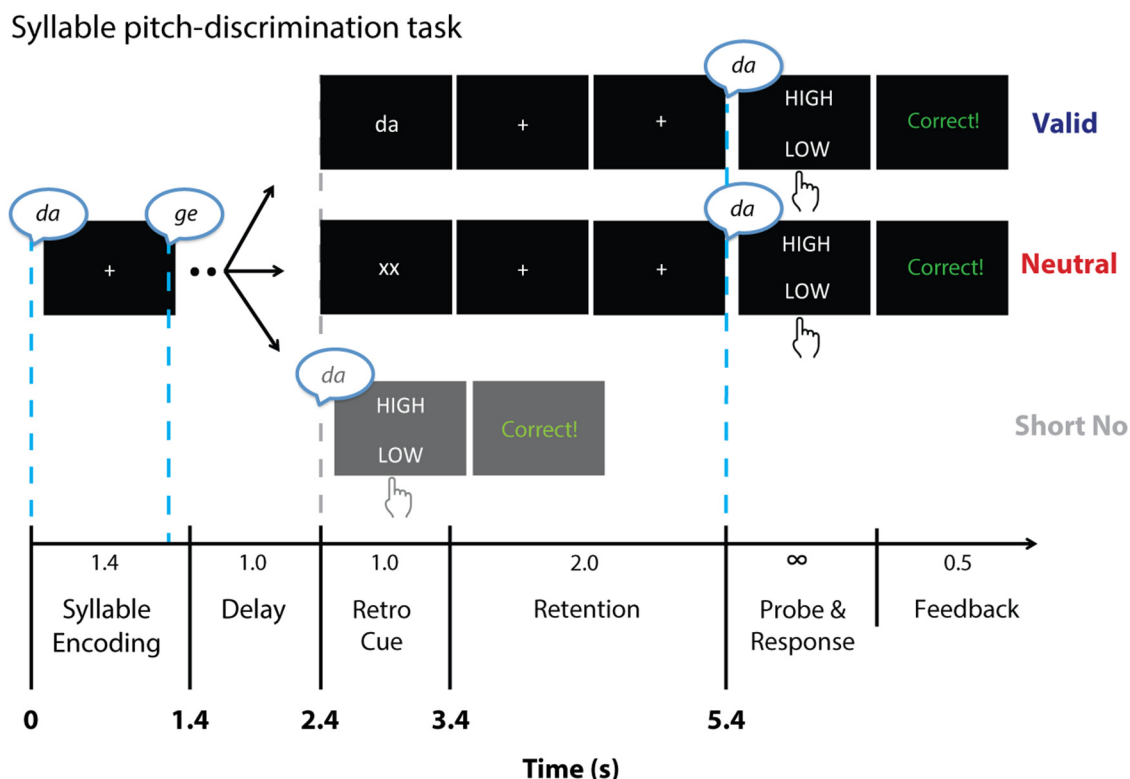 Syllable pitch-discrimination task
da
da
+
+
HIGH
LOW
Correct!
Valid
da
ge
+
da
xx
+
+
HIGH
LOW
Correct!
Neutral
da
HIGH
LOW
Correct!
Short No
1.4
1.0
1.0
2.0
∞
0.5
Syllable
Encoding
Delay
Retro
Cue
Retention
Probe &
Response
Feedback
0
1.4
2.4
3.4
5.4
Time (s)